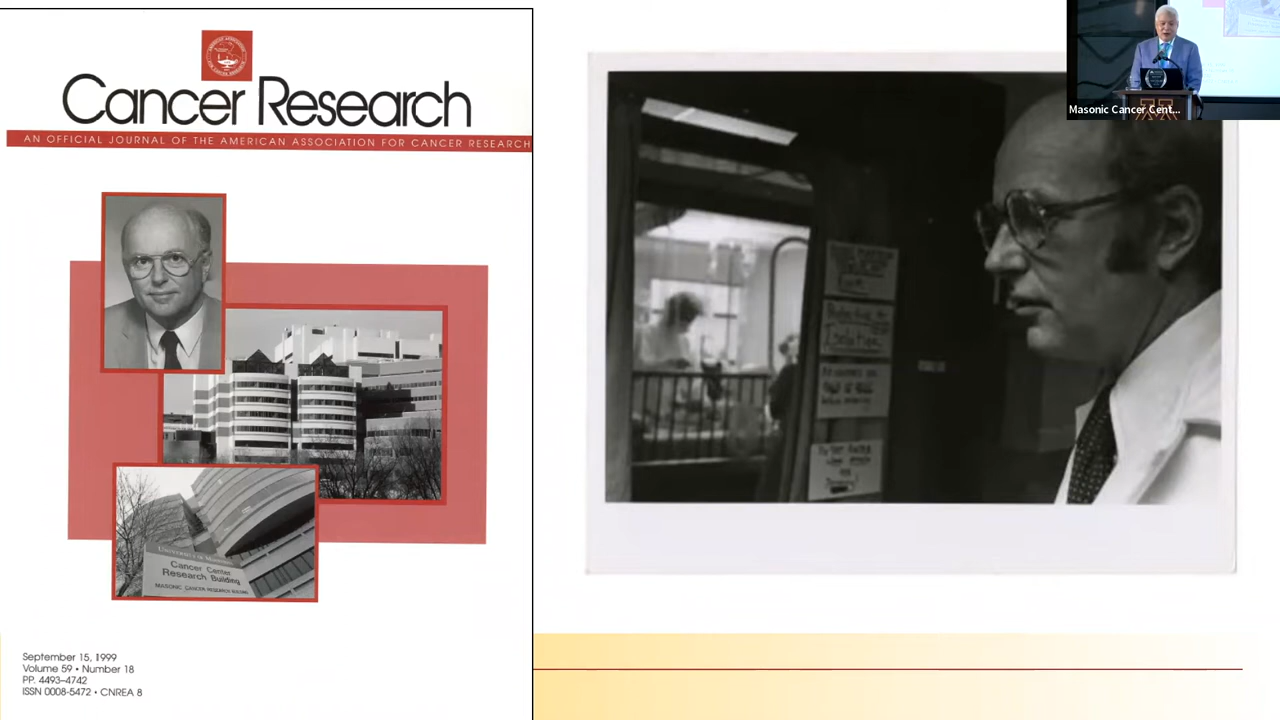 Cancer Research
AN OFFICIAL JOURNAL OF THE AMERICAN ASSOCIATION FOR CANCER RESEARCH
Cancer Center
Research Building
MASONIC CANCER RESEARCH BUILDING
September 15, 1999
Volume 59 • Number 18
PP. 4493–4742
ISSN 0008-5472 • CNREA 8
Isolation
Masonic Cancer Cent...